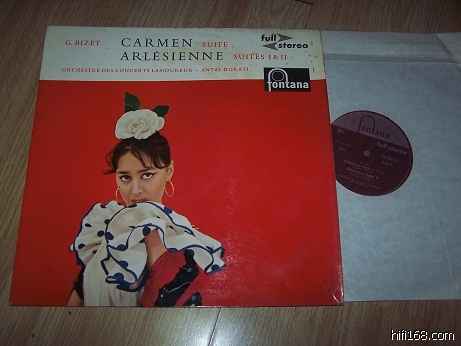 G. BIZET
CARMEN SUITE
ARLÈSIENNE SUITES I & II
ORCHESTRE DES CONCERTS LAMOUREUX - ANTAL DORATI
full
stereo
fontana
fontana
full stereo
hifi168.com